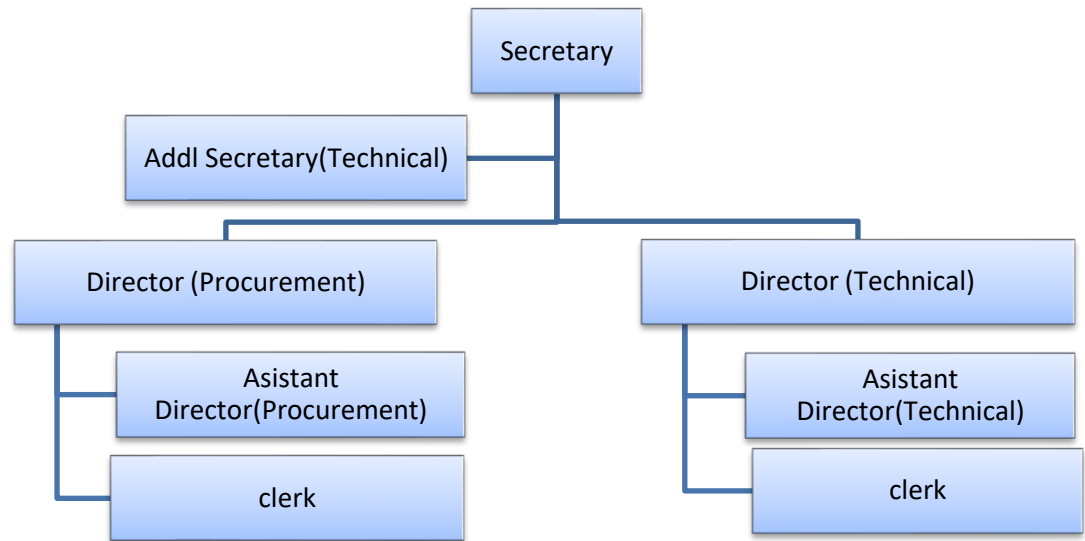 Secretary
Addl Secretary(Technical)
Director (Procurement)
Director (Technical)
Asistant
Director(Procurement)
Asistant
Director(Technical)
clerk
clerk